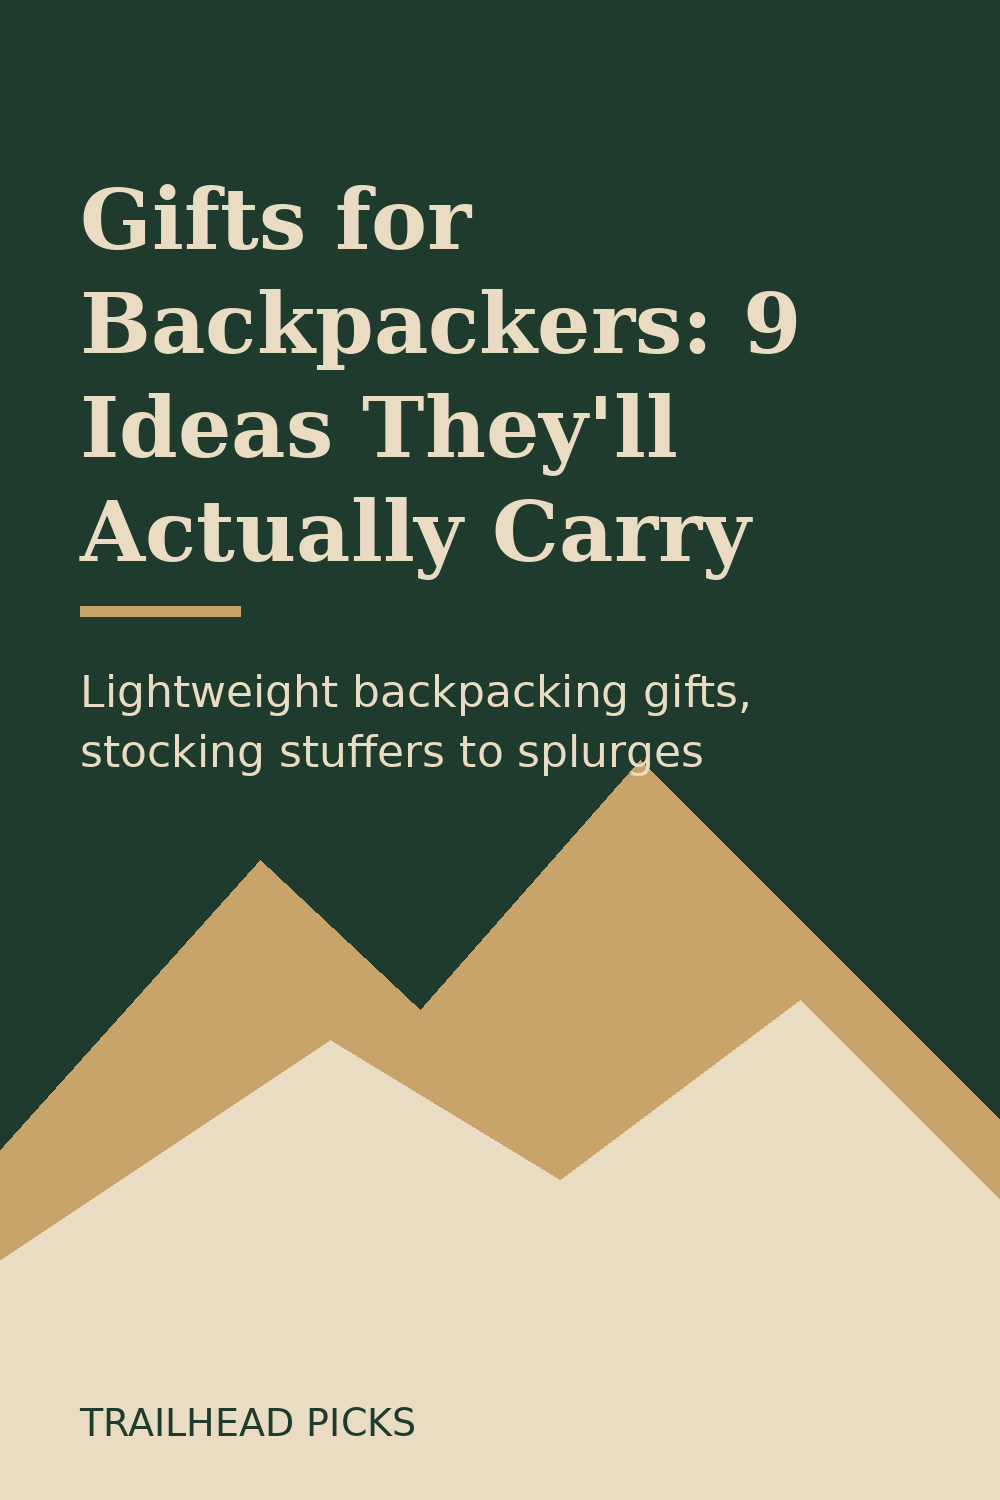 Gifts for
Backpackers: 9
Ideas They'll
Actually Carry
Lightweight backpacking gifts,
stocking stuffers to splurges
TRAILHEAD PICKS